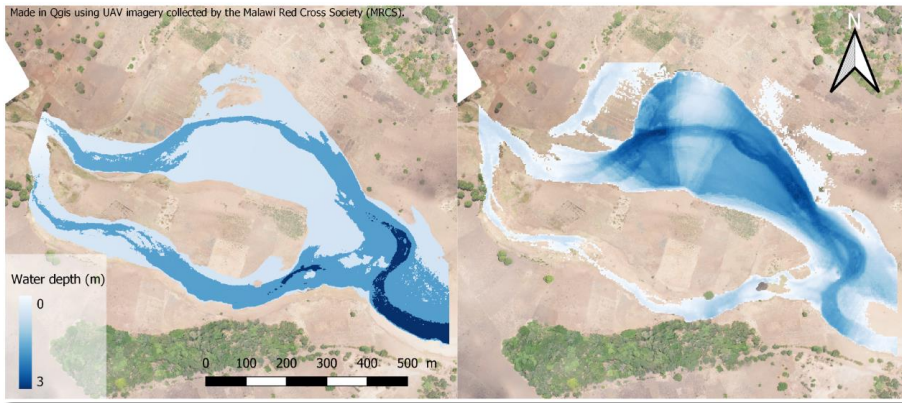 Made in Qgis using UAV imagery collected by the Malawi Red Cross Society (MRCS).
N
Water depth (m)
0
3
0 100 200 300 400 500 m